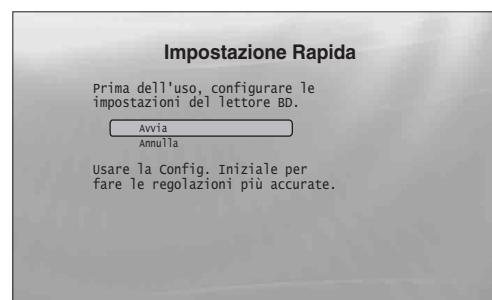 Impostazione Rapida
Prima dell'uso, configurare le
impostazioni del lettore BD.
Avvia
Annulla
Usare la Config. Iniziale per
fare le regolazioni più accurate.